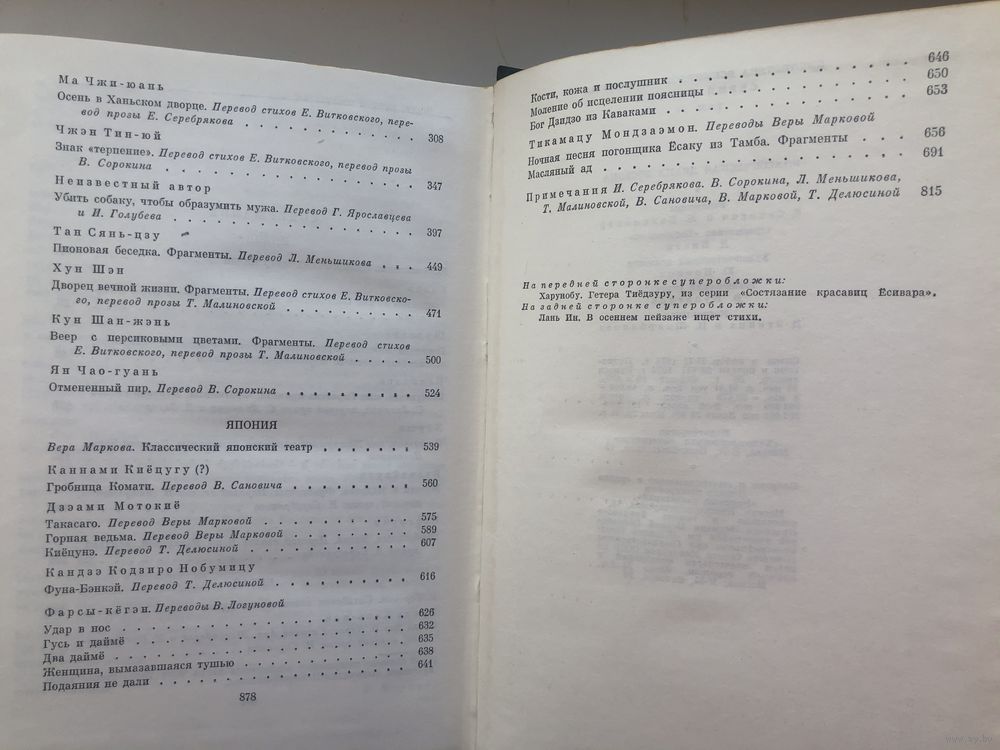 Ма Чжи-юань
Осень в Ханьском дворце. Перевод стихов Е. Витковского, пере-
вод прозы Е. Серебрякова . . . . . . . . . . 308
Чжэн Тин-юй
Знак «терпение». Перевод стихов Е. Витковского, перевод прозы
В. Сорокина . . . . . . . . . . 347
Неизвестный автор
Убить собаку, чтобы образумить мужа. Перевод Г. Ярославцева
и И. Голубева . . . . . . . . . . 397
Тан Сянь-цзу
Пионовая беседка. Фрагменты. Перевод Л. Меньшикова . . . 449
Хун Шэн
Дворец вечной жизни. Фрагменты. Перевод стихов Е. Витковско-
го, перевод прозы Т. Малиновской . . . . . . . 471
Кун Шан-жэнь
Веер с персиковыми цветами. Фрагменты. Перевод стихов
Е. Витковского, перевод прозы Т. Малиновской . . . . . 500
Ян Чао-гуань
Отмененный пир. Перевод В. Сорокина . . . . . . . . 524
ЯПОНИЯ
Вера Маркова. Классический японский театр . . . . . . . 539
Каннами Киёцугу (?)
Гробница Комати. Перевод В. Сановича . . . . . . . . 560
Дзэами Мотокиё
Такасаго. Перевод Веры Марковой . . . . . . . . . 575
Горная ведьма. Перевод Веры Марковой . . . . . . . . 589
Киёцунэ. Перевод Т. Делюсиной . . . . . . . . . . 607
Кандзэ Кодзиро Нобумицу
Фуна-Бэнкэй. Перевод Т. Делюсиной . . . . . . . . . 616
Фарсы-кёгэн. Переводы В. Логуновой
Удар в нос . . . . . . . . . . 626
Гусь и даймё . . . . . . . . . . 632
Два даймё . . . . . . . . . . 635
Женщина, вымазавшаяся тушью . . . . . . . . . . 638
Подаяния не дали . . . . . . . . . . 641
878
Кости, кожа и послушник . . . . . . . . . . 646
Моление об исцелении поясницы . . . . . . . . . . 650
Бог Дзидзо из Каваками . . . . . . . . . . 653
Тикамацу Мондзаэмон. Переводы Веры Марковой
Ночная песня погонщика Ёсаку из Тамба. Фрагменты . . . 656
Масляный ад . . . . . . . . . . 691
Примечания И. Серебрякова. В. Сорокина, Л. Меньшикова,
Т. Малиновской, В. Сановича, В. Марковой, Т. Делюсиной 815
На передней сторонке суперобложки:
Харунобу. Гетера Тиёдзуру, из серии «Состязание красавиц Ёсивара».
На задней сторонке суперобложки:
Лань Ин. В осеннем пейзаже ищет стихи.